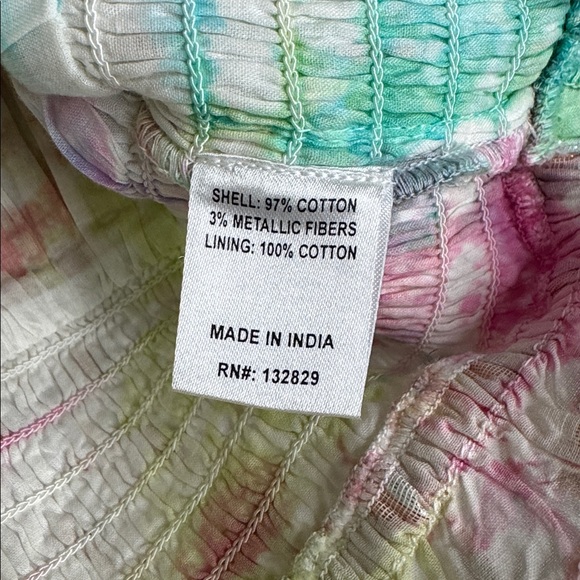 SHELL: 97% COTTON
3% METALLIC FIBERS
LINING: 100% COTTON
MADE IN INDIA
RN#: 132829